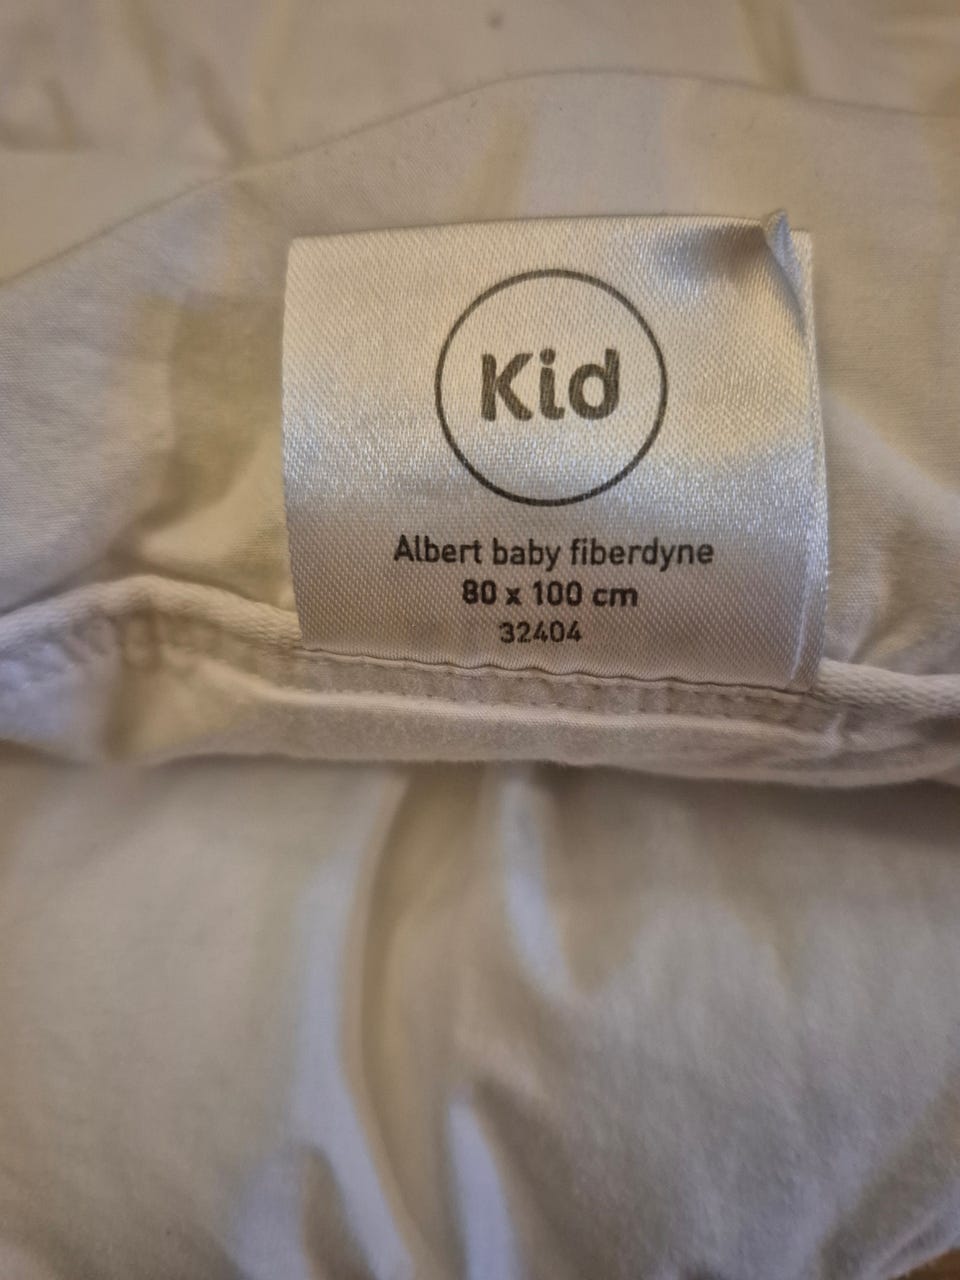 Kid
Albert baby fiberdyne
80 x 100 cm
32404